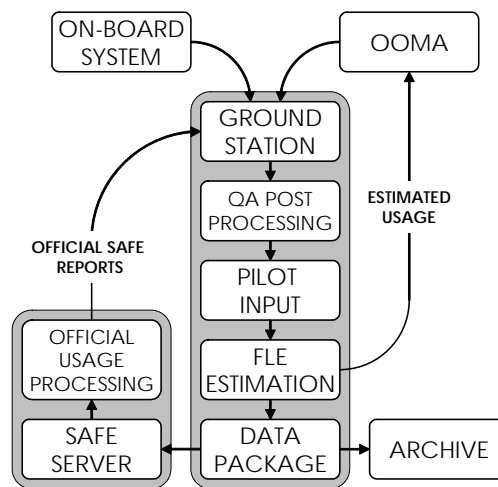 ON-BOARD
SYSTEM
OOMA
GROUND
STATION
QA POST
PROCESSING
ESTIMATED
USAGE
OFFICIAL SAFE
REPORTS
PILOT
INPUT
OFFICIAL
USAGE
PROCESSING
FLE
ESTIMATION
SAFE
SERVER
DATA
PACKAGE
ARCHIVE